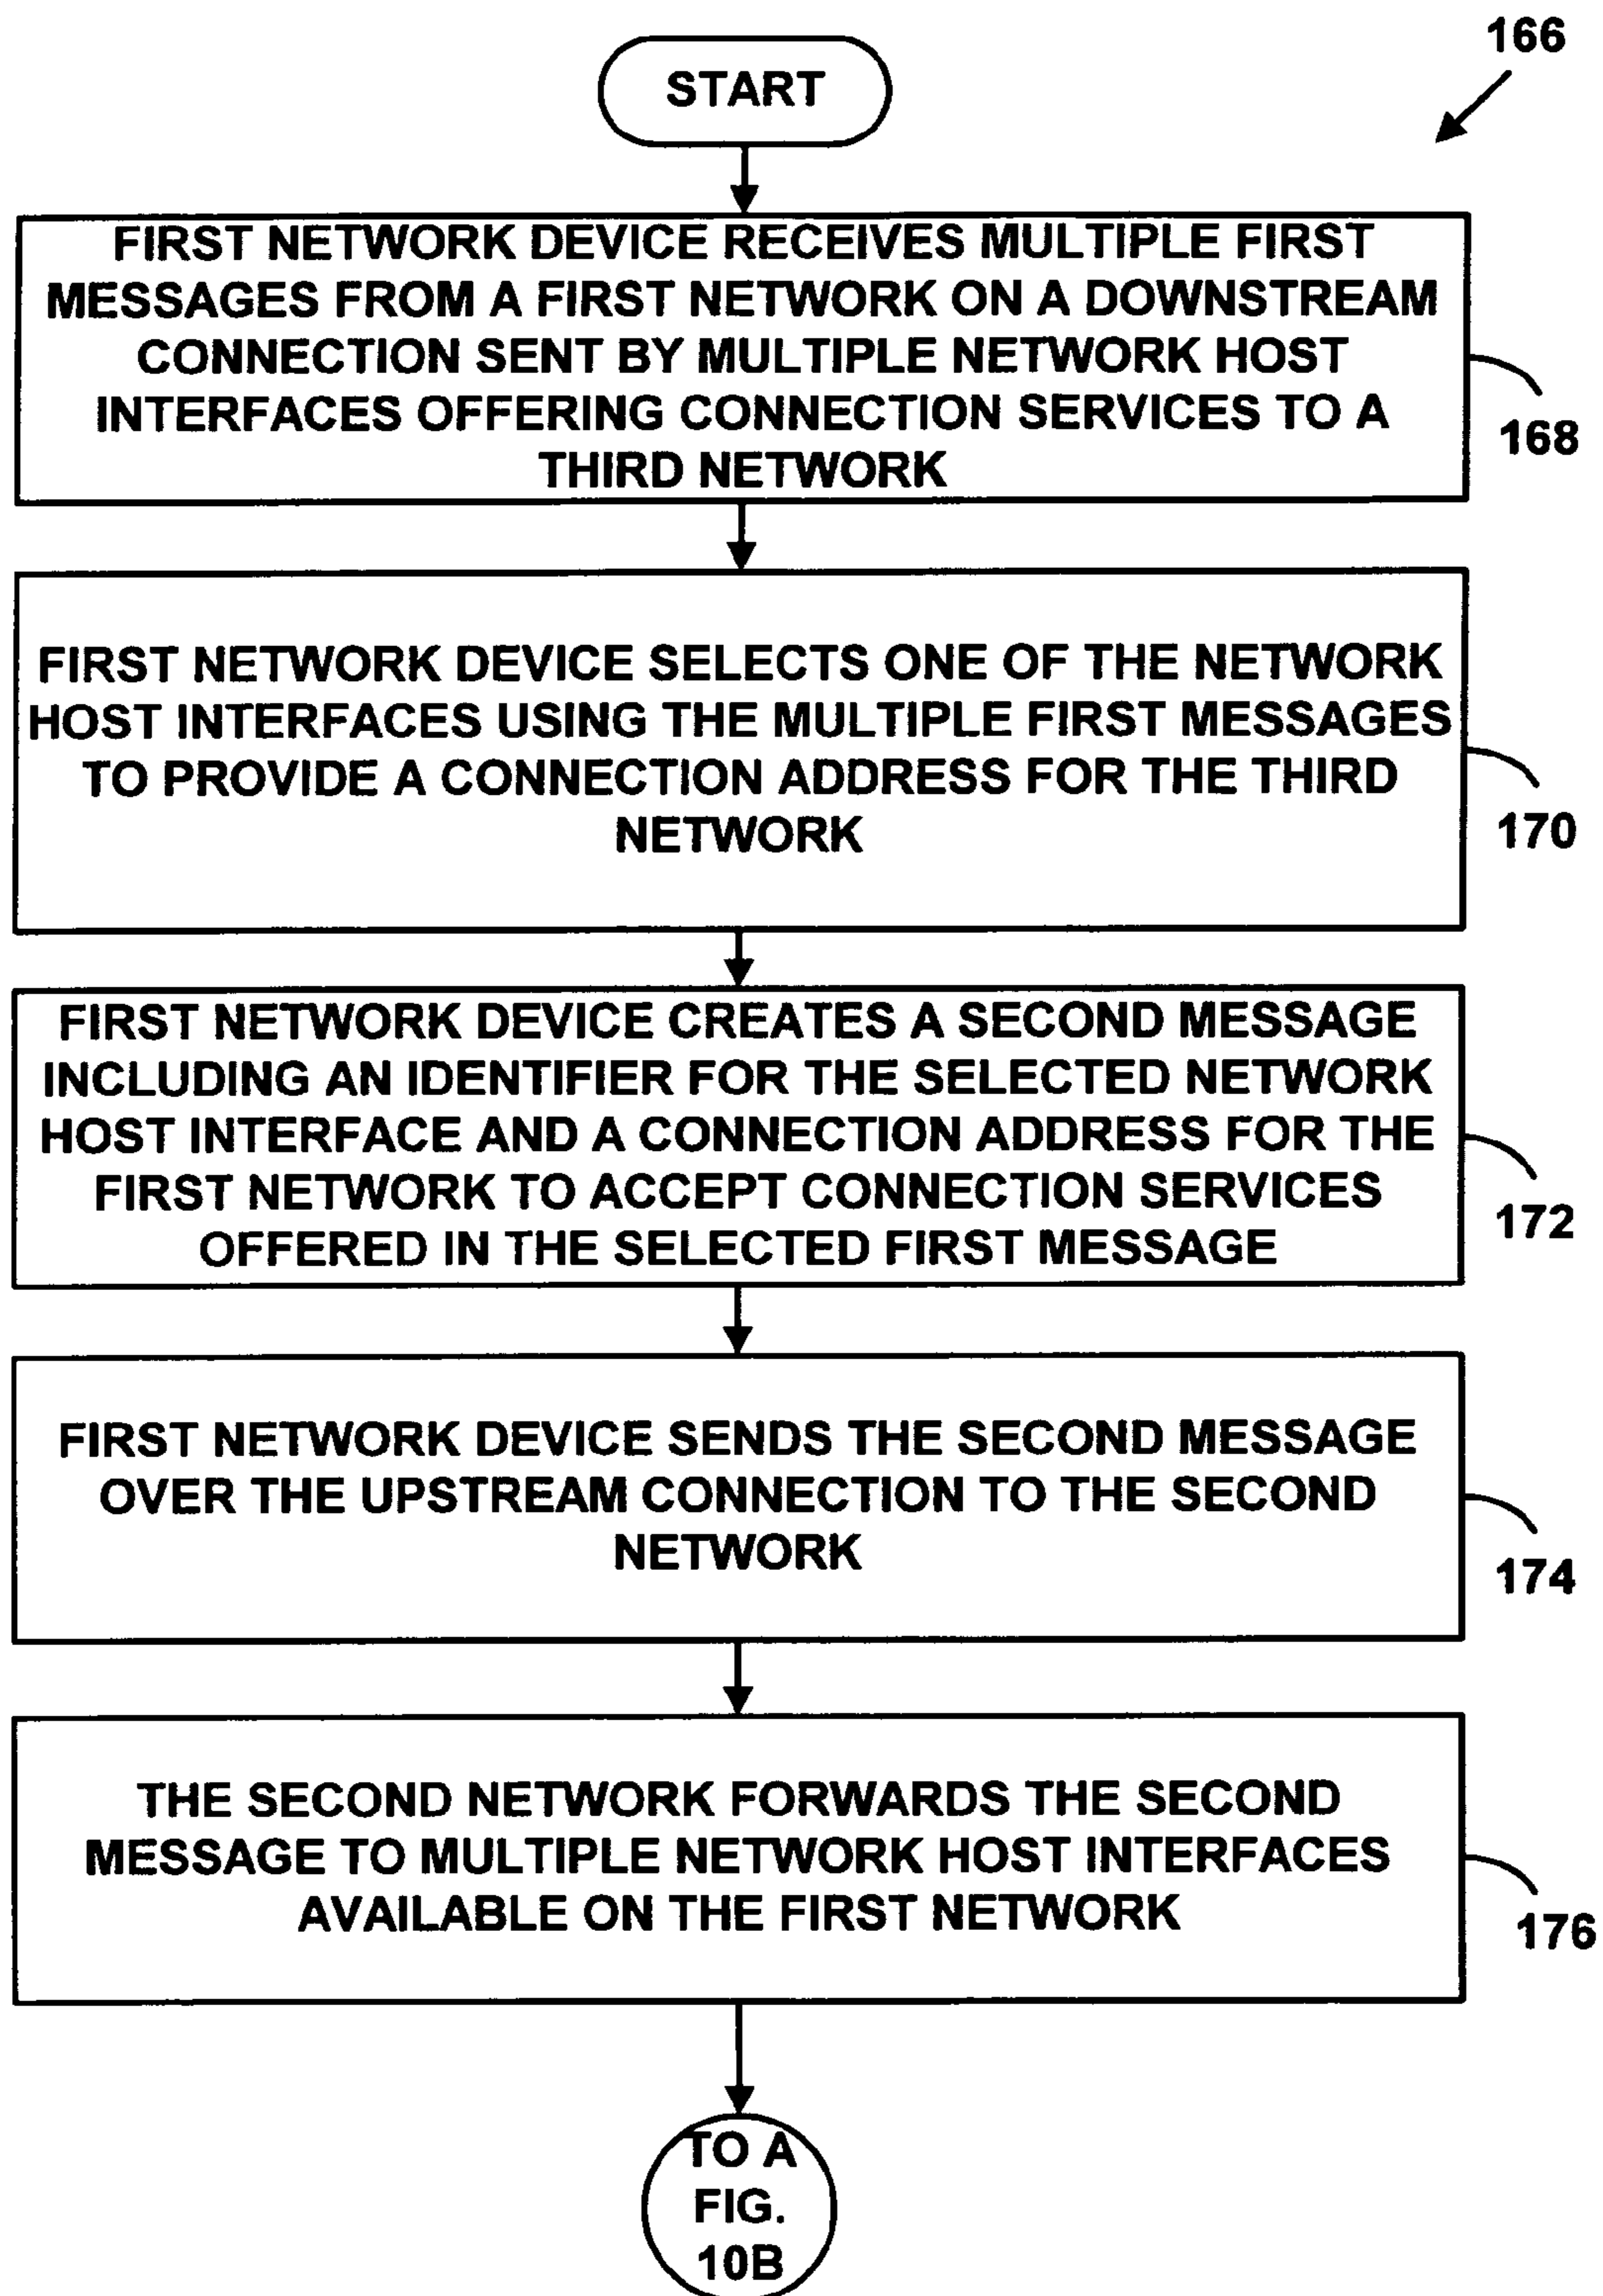 166
START
FIRST NETWORK DEVICE RECEIVES MULTIPLE FIRST
MESSAGES FROM A FIRST NETWORK ON A DOWNSTREAM
CONNECTION SENT BY MULTIPLE NETWORK HOST
INTERFACES OFFERING CONNECTION SERVICES TO A
THIRD NETWORK
168
FIRST NETWORK DEVICE SELECTS ONE OF THE NETWORK
HOST INTERFACES USING THE MULTIPLE FIRST MESSAGES
TO PROVIDE A CONNECTION ADDRESS FOR THE THIRD
NETWORK
170
FIRST NETWORK DEVICE CREATES A SECOND MESSAGE
INCLUDING AN IDENTIFIER FOR THE SELECTED NETWORK
HOST INTERFACE AND A CONNECTION ADDRESS FOR THE
FIRST NETWORK TO ACCEPT CONNECTION SERVICES
OFFERED IN THE SELECTED FIRST MESSAGE
172
FIRST NETWORK DEVICE SENDS THE SECOND MESSAGE
OVER THE UPSTREAM CONNECTION TO THE SECOND
NETWORK
174
THE SECOND NETWORK FORWARDS THE SECOND
MESSAGE TO MULTIPLE NETWORK HOST INTERFACES
AVAILABLE ON THE FIRST NETWORK
176
TO A
FIG.
10B